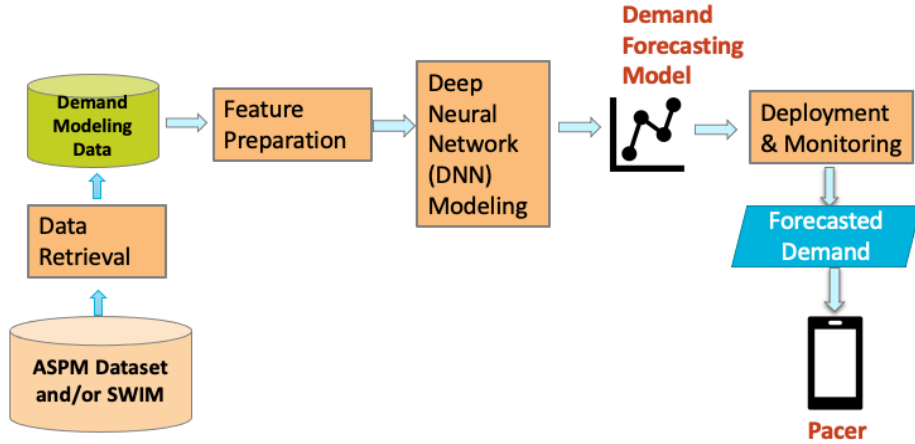 Demand
Modeling
Data
Feature
Preparation
Deep
Neural
Network
(DNN)
Modeling
Demand
Forecasting
Model
Deployment
& Monitoring
Data
Retrieval
Forecasted
Demand
ASPM Dataset
and/or SWIM
Pacer